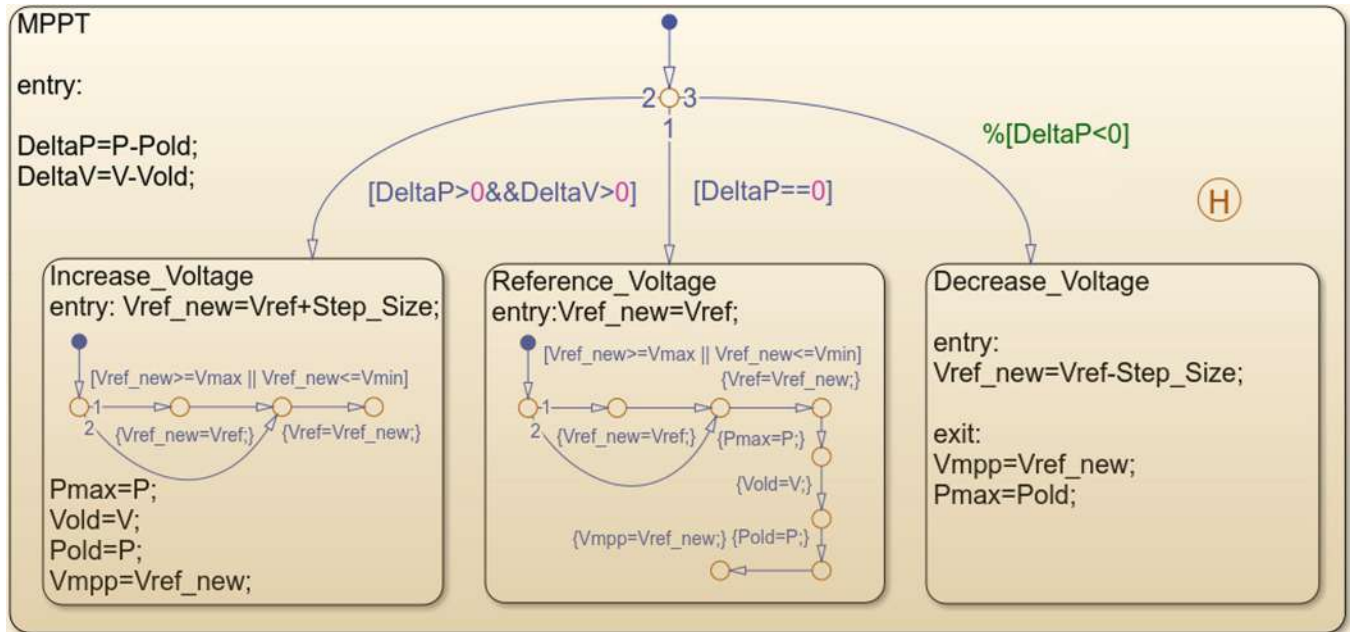 MPPT
entry:
DeltaP=P-Pold;
DeltaV=V-Vold;
2
3
1
%[DeltaP<0]
[DeltaP>0&&DeltaV>0]
[DeltaP==0]
H
Increase_Voltage
entry: Vref_new=Vref+Step_Size;
[Vref_new>=Vmax || Vref_new<=Vmin]
1
2
{Vref_new=Vref;}
{Vref=Vref_new;}
Pmax=P;
Vold=V;
Pold=P;
Vmpp=Vref_new;
Reference_Voltage
entry:Vref_new=Vref;
[Vref_new>=Vmax || Vref_new<=Vmin]
{Vref=Vref_new;}
1
2
{Vref_new=Vref;}
{Pmax=P;}
{Vold=V;}
{Vmpp=Vref_new;}
{Pold=P;}
Decrease_Voltage
entry:
Vref_new=Vref-Step_Size;
exit:
Vmpp=Vref_new;
Pmax=Pold;